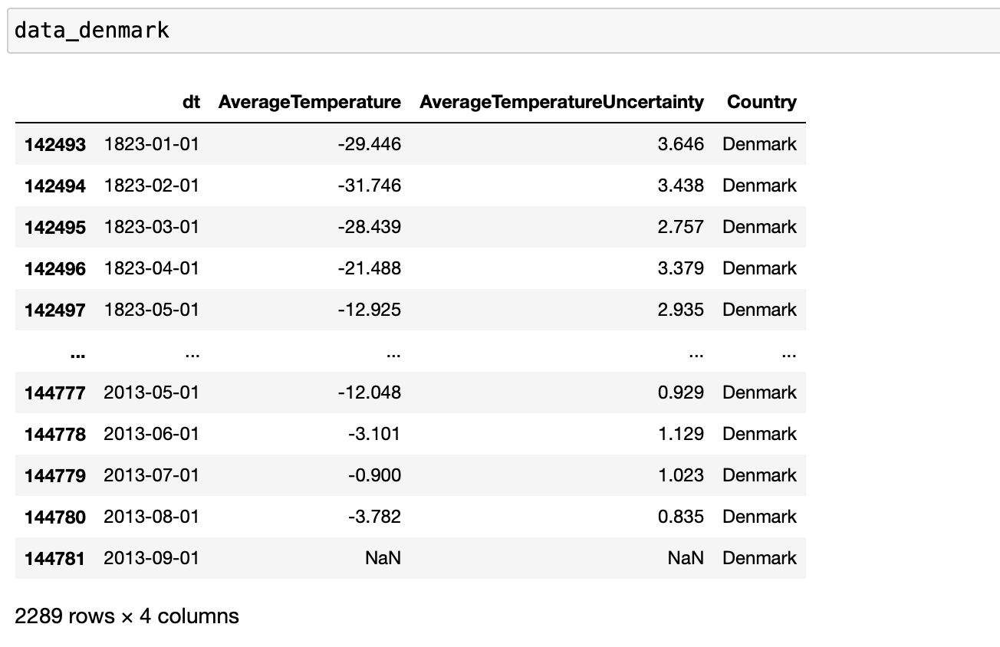 data_denmark
dt AverageTemperature AverageTemperatureUncertainty Country
142493 1823-01-01 -29.446 3.646 Denmark
142494 1823-02-01 -31.746 3.438 Denmark
142495 1823-03-01 -28.439 2.757 Denmark
142496 1823-04-01 -21.488 3.379 Denmark
142497 1823-05-01 -12.925 2.935 Denmark
... ... ... ... ...
144777 2013-05-01 -12.048 0.929 Denmark
144778 2013-06-01 -3.101 1.129 Denmark
144779 2013-07-01 -0.900 1.023 Denmark
144780 2013-08-01 -3.782 0.835 Denmark
144781 2013-09-01 NaN NaN Denmark
2289 rows × 4 columns